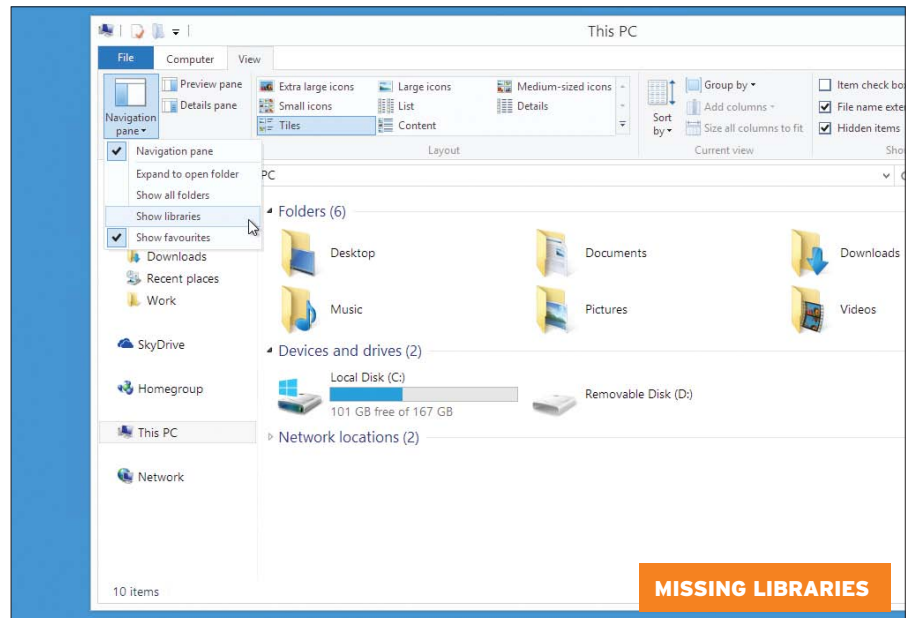 This PC
File Computer View
Navigation pane
Preview pane
Details pane
Extra large icons Large icons Medium-sized icons
Small icons List Details
Tiles Content
Layout
Sort by
Group by
Add columns
Size all columns to fit
Current view
Item check bo
File name exte
Hidden items
Sho
Navigation pane
Expand to open folder
Show all folders
Show libraries
Show favourites
PC
Downloads
Recent places
Work
SkyDrive
Homegroup
This PC
Network
Folders (6)
Desktop Documents Downloads
Music Pictures Videos
Devices and drives (2)
Local Disk (C:)
101 GB free of 167 GB
Removable Disk (D:)
Network locations (2)
10 items
MISSING LIBRARIES